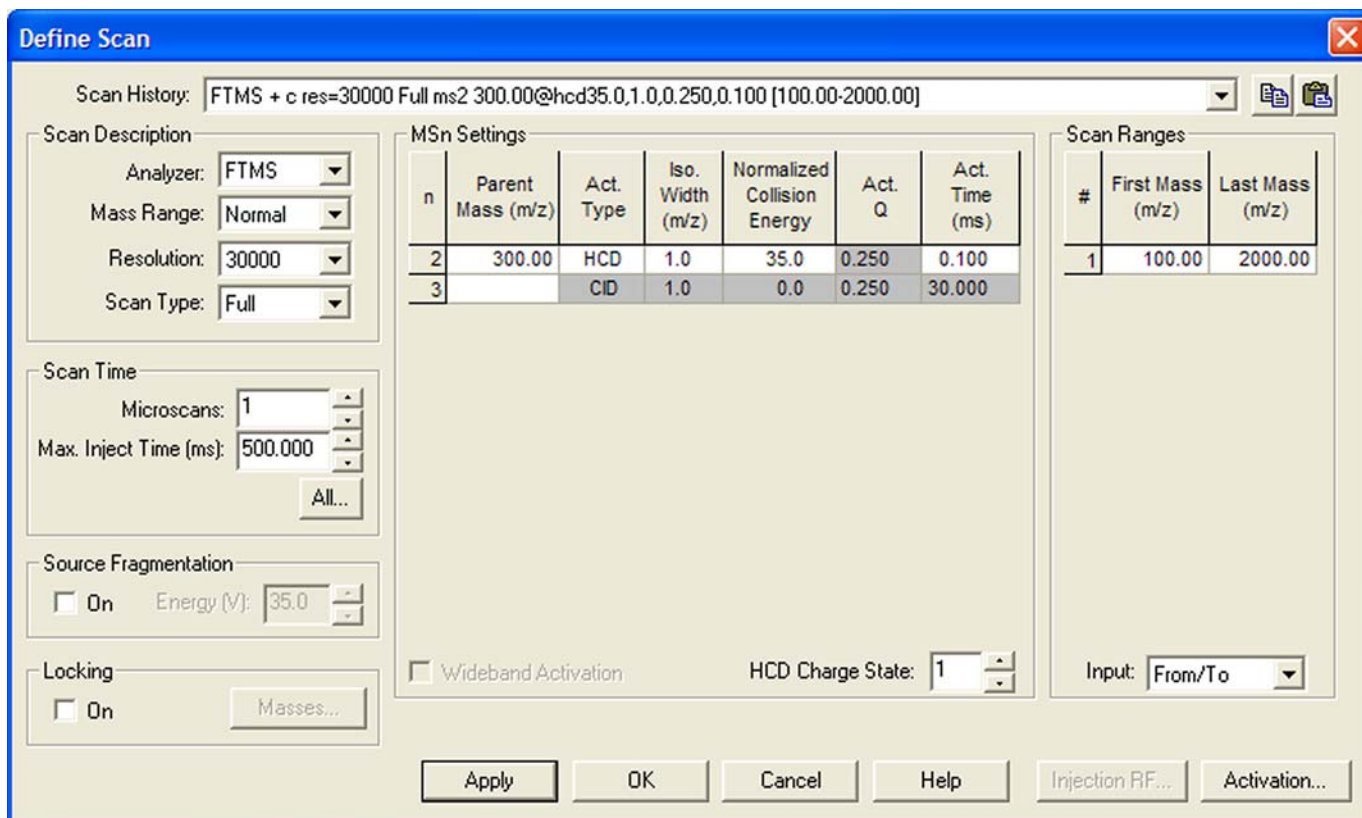 Define Scan
Scan History: FTMS + c res=30000 Full ms2 300.00@hcd35.0,1.0,0.250,0.100 [100.00-2000.00]
Scan Description
Analyzer: FTMS
Mass Range: Normal
Resolution: 30000
Scan Type: Full
Scan Time
Microscans: 1
Max. Inject Time (ms): 500.000
All...
Source Fragmentation
On Energy (V): 35.0
Locking
On Masses...
MSn Settings
n Parent Mass (m/z) Act. Type Iso. Width (m/z) Normalized Collision Energy Act. Q Act. Time (ms)
2 300.00 HCD 1.0 35.0 0.250 0.100
3 CID 1.0 0.0 0.250 30.000
Wideband Activation HCD Charge State: 1
Scan Ranges
# First Mass (m/z) Last Mass (m/z)
1 100.00 2000.00
Input: From/To
Apply OK Cancel Help Injection RF... Activation...